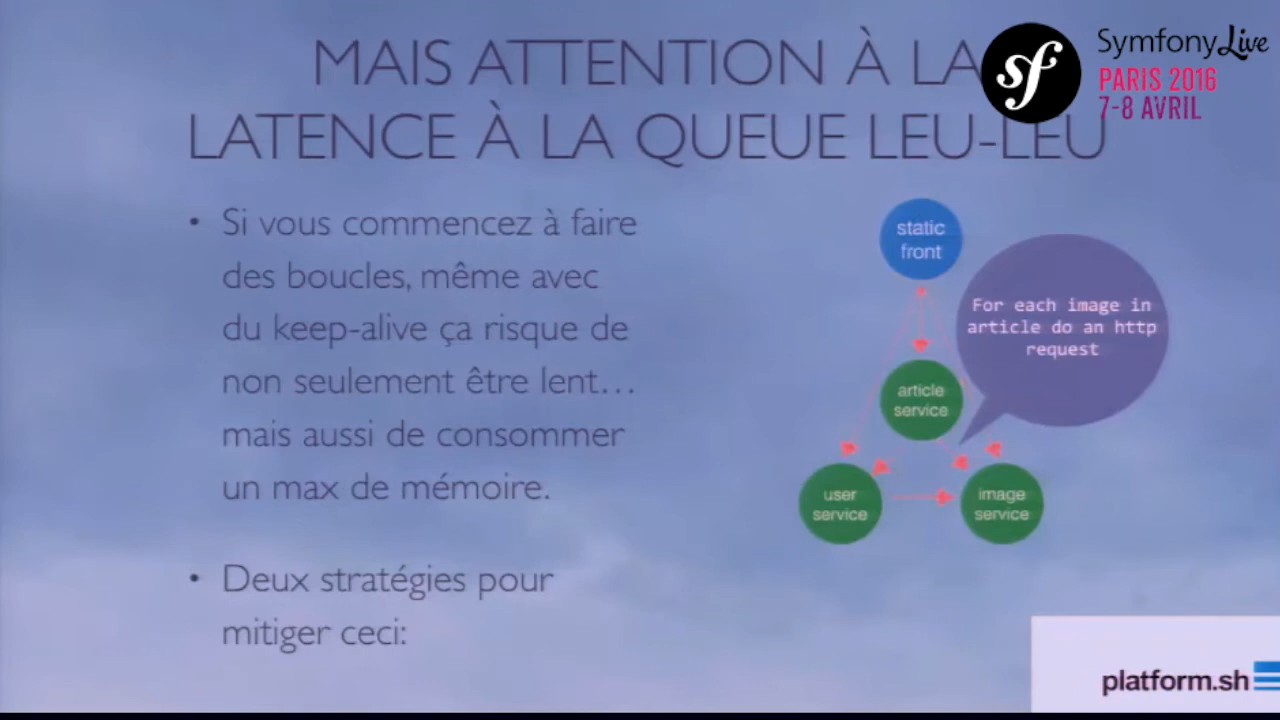 MAIS ATTENTION À LA
LATENCE À LA QUEUE LEU-LEU
SymfonyLive
PARIS 2016
7-8 AVRIL
sf
• Si vous commencez à faire
des boucles, même avec
du keep-alive ça risque de
non seulement être lent...
mais aussi de consommer
un max de mémoire.
• Deux stratégies pour
mitiger ceci:
static
front
For each image in
article do an http
request
article
service
user
service
image
service
platform.sh